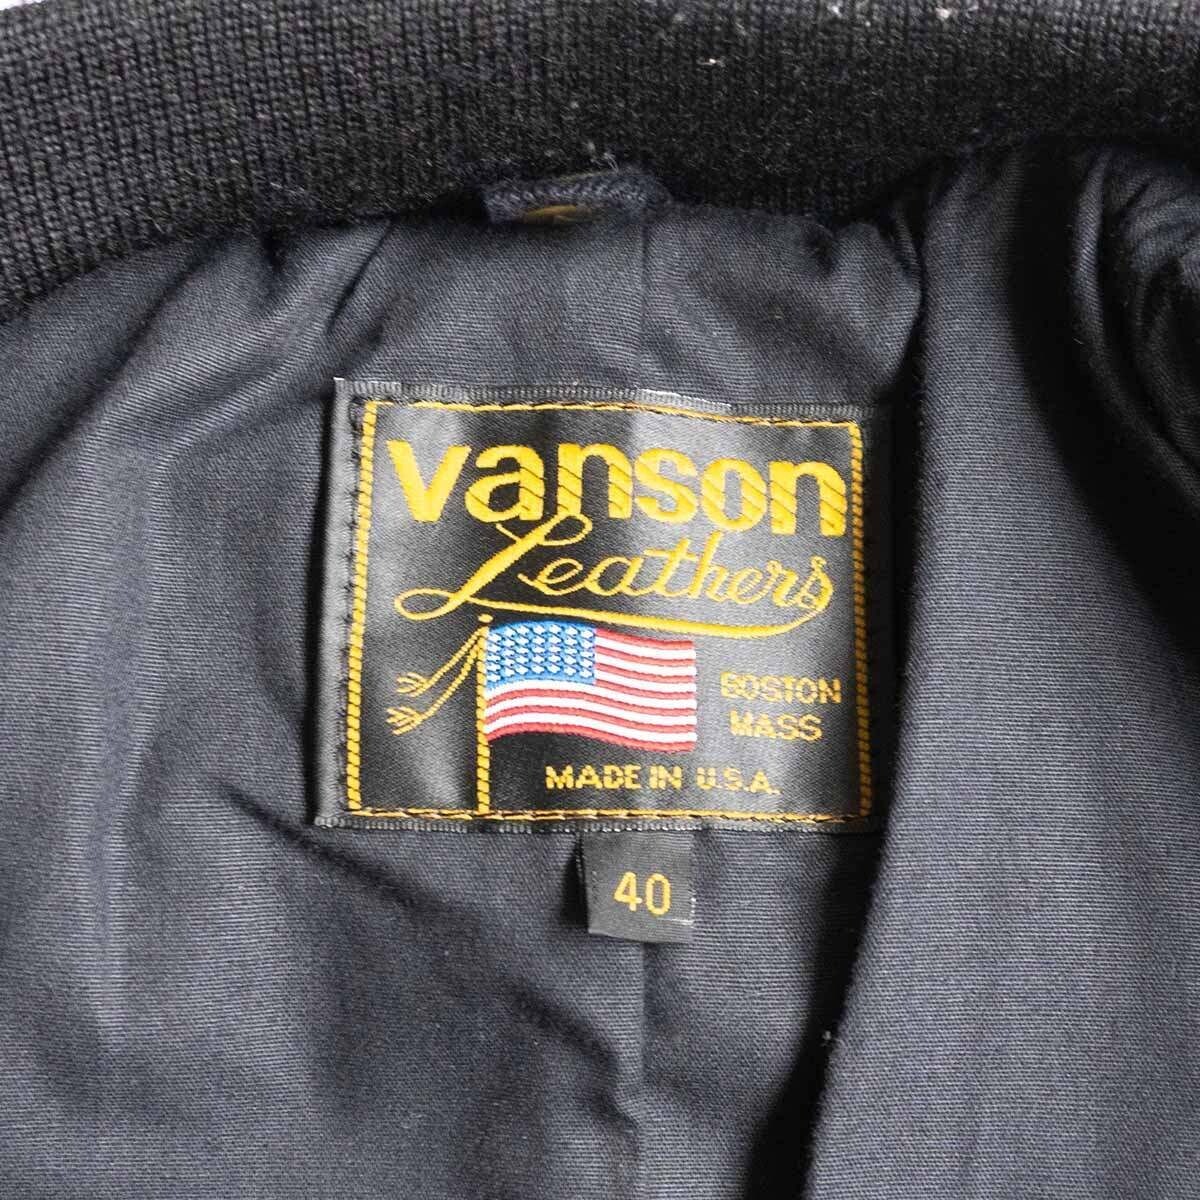 vanson
Leathers
BOSTON
MASS
MADE IN U.S.A.
40